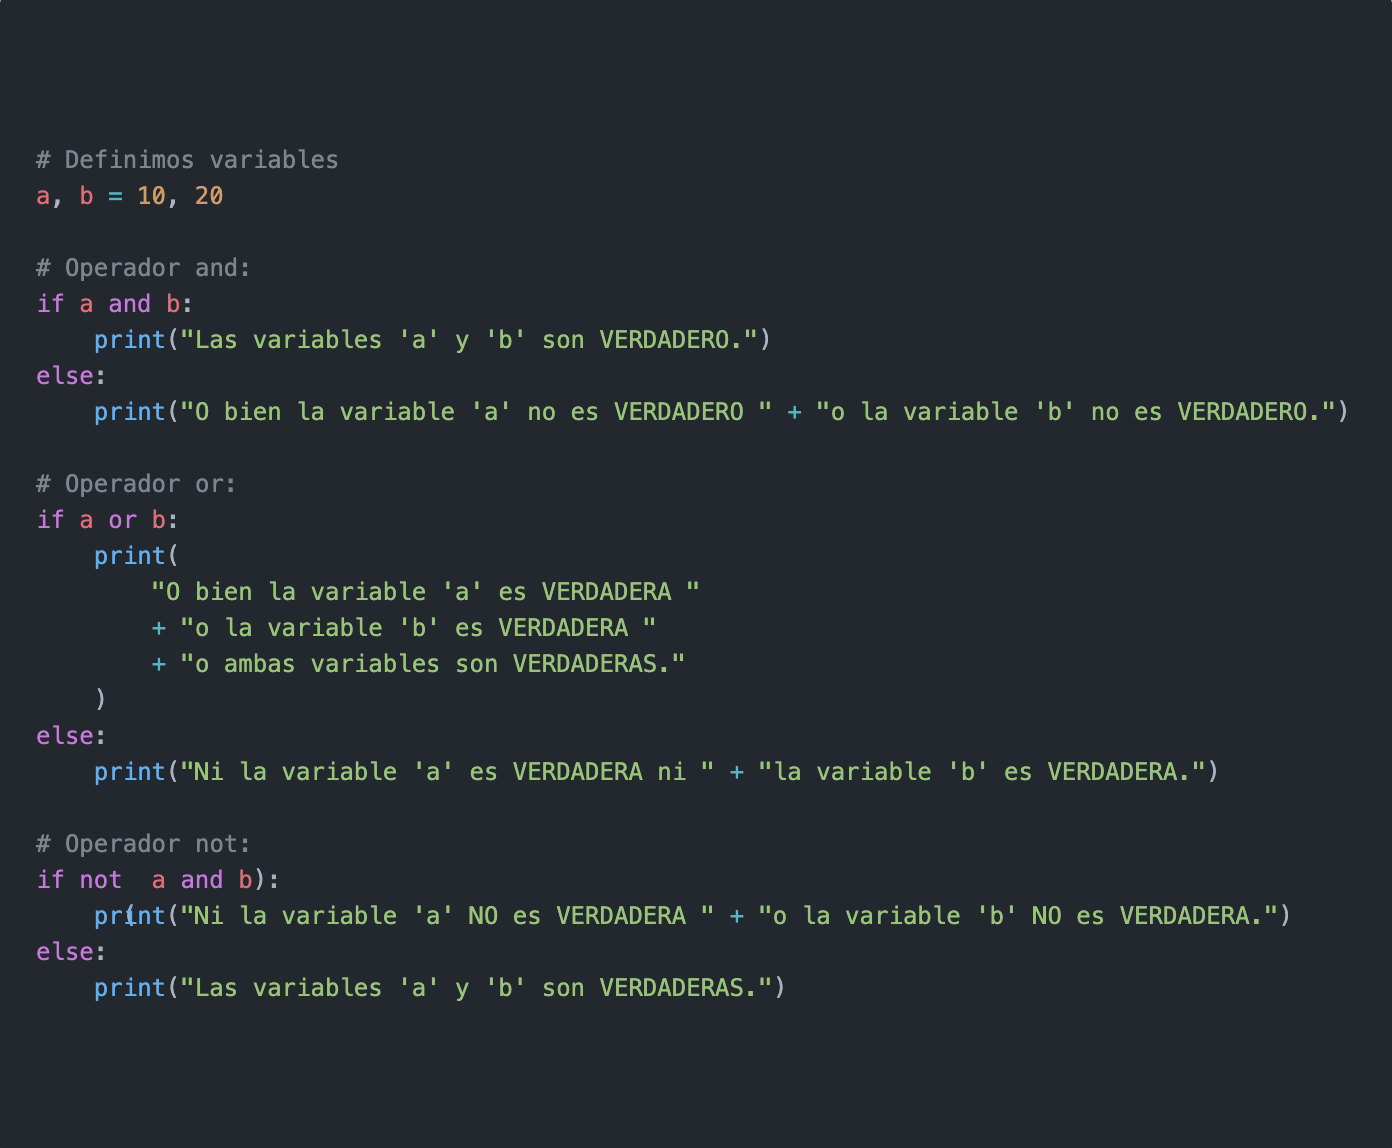 # Definimos variables
a, b = 10, 20
# Operador and:
if a and b:
    print("Las variables 'a' y 'b' son VERDADERO.")
else:
    print("O bien la variable 'a' no es VERDADERO " + "o la variable 'b' no es VERDADERO.")
# Operador or:
if a or b:
    print(
        "O bien la variable 'a' es VERDADERA "
        + "o la variable 'b' es VERDADERA "
        + "o ambas variables son VERDADERAS."
    )
else:
    print("Ni la variable 'a' es VERDADERA ni " + "la variable 'b' es VERDADERA.")
# Operador not:
if not  a and b):
    print("Ni la variable 'a' NO es VERDADERA " + "o la variable 'b' NO es VERDADERA.")
else:
    print("Las variables 'a' y 'b' son VERDADERAS.")